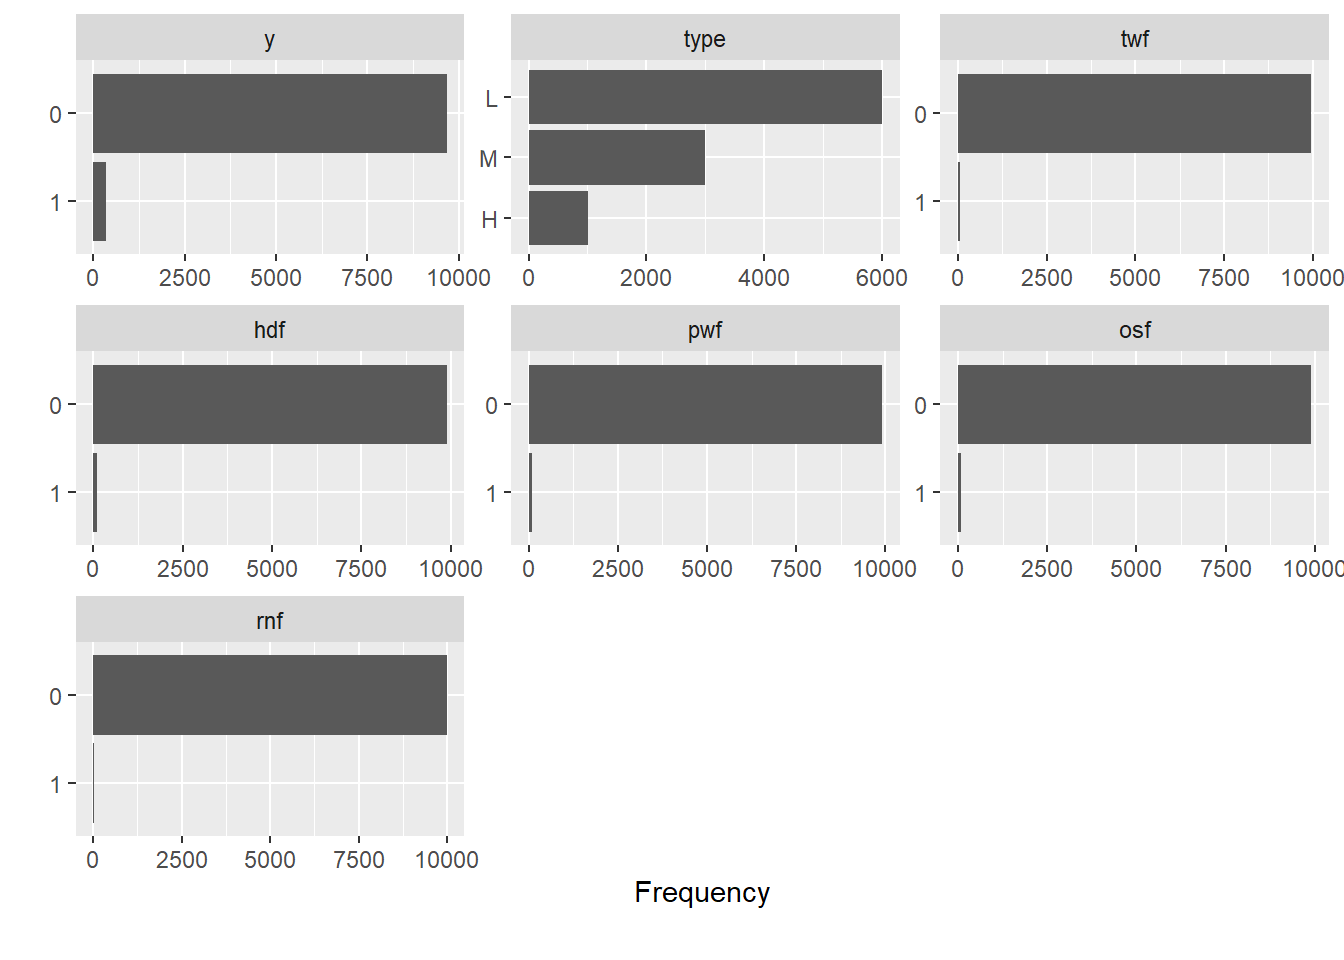 y type twf
0 L 0
M
1 H 1
0 2500 5000 7500 10000 0 2000 4000 6000 0 2500 5000 7500 10000
hdf pwf osf
0 0 0
1 1 1
0 2500 5000 7500 10000 0 2500 5000 7500 10000 0 2500 5000 7500 10000
rnf
0
1
0 2500 5000 7500 10000
Frequency